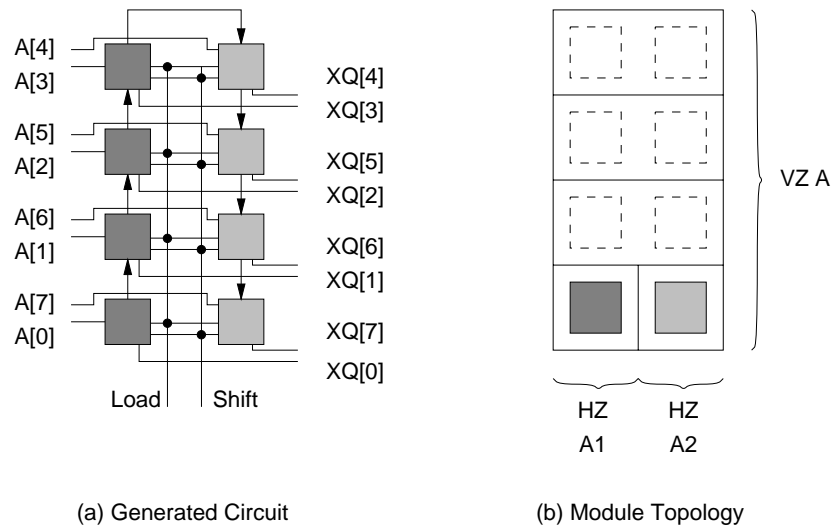 A[4]
A[3]
XQ[4]
XQ[3]
A[5]
A[2]
XQ[5]
XQ[2]
A[6]
A[1]
XQ[6]
XQ[1]
A[7]
A[0]
XQ[7]
XQ[0]
Load Shift
(a) Generated Circuit
VZ A
HZ HZ
A1 A2
(b) Module Topology